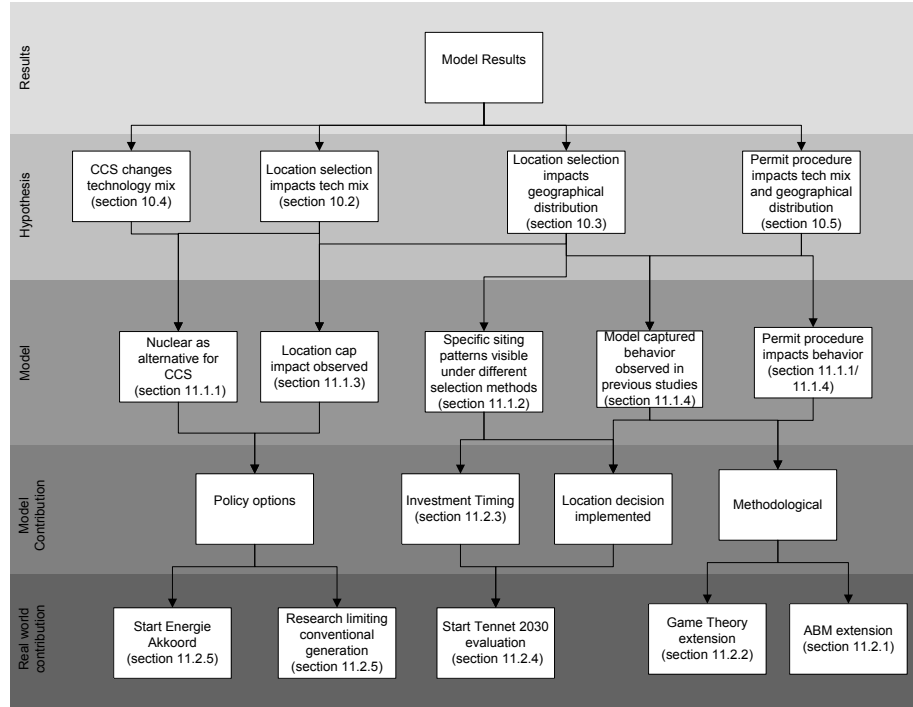 Results
Model Results
Hypothesis
CCS changes
technology mix
(section 10.4)
Location selection
impacts tech mix
(section 10.2)
Location selection
impacts
geographical
distribution
(section 10.3)
Permit procedure
impacts tech mix
and geographical
distribution
(section 10.5)
Model
Nuclear as
alternative for
CCS
(section 11.1.1)
Location cap
impact observed
(section 11.1.3)
Specific siting
patterns visible
under different
selection methods
(section 11.1.2)
Model captured
behavior
observed in
previous studies
(section 11.1.4)
Permit procedure
impacts behavior
(section 11.1.1/
11.1.4)
Model
Contribution
Policy options
Investment Timing
(section 11.2.3)
Location decision
implemented
Methodological
Real world
contribution
Start Energie
Akkoord
(section 11.2.5)
Research limiting
conventional
generation
(section 11.2.5)
Start Tennet 2030
evaluation
(section 11.2.4)
Game Theory
extension
(section 11.2.2)
ABM extension
(section 11.2.1)